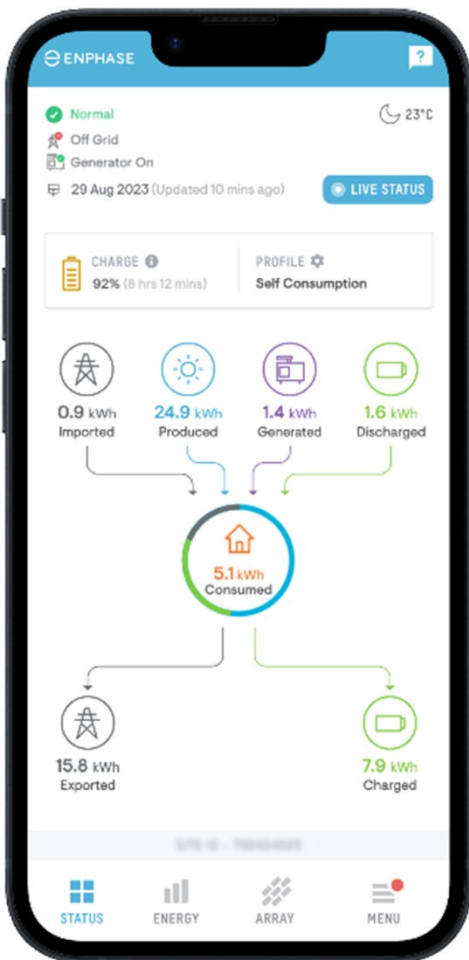 ENPHASE
?
Normal
23°C
Off Grid
Generator On
29 Aug 2023 (Updated 10 mins ago)
LIVE STATUS
CHARGE
92% (8 hrs 12 mins)
PROFILE
Self Consumption
0.9 kWh
Imported
24.9 kWh
Produced
1.4 kWh
Generated
1.6 kWh
Discharged
5.1 kWh
Consumed
15.8 kWh
Exported
7.9 kWh
Charged
STATUS
ENERGY
ARRAY
MENU